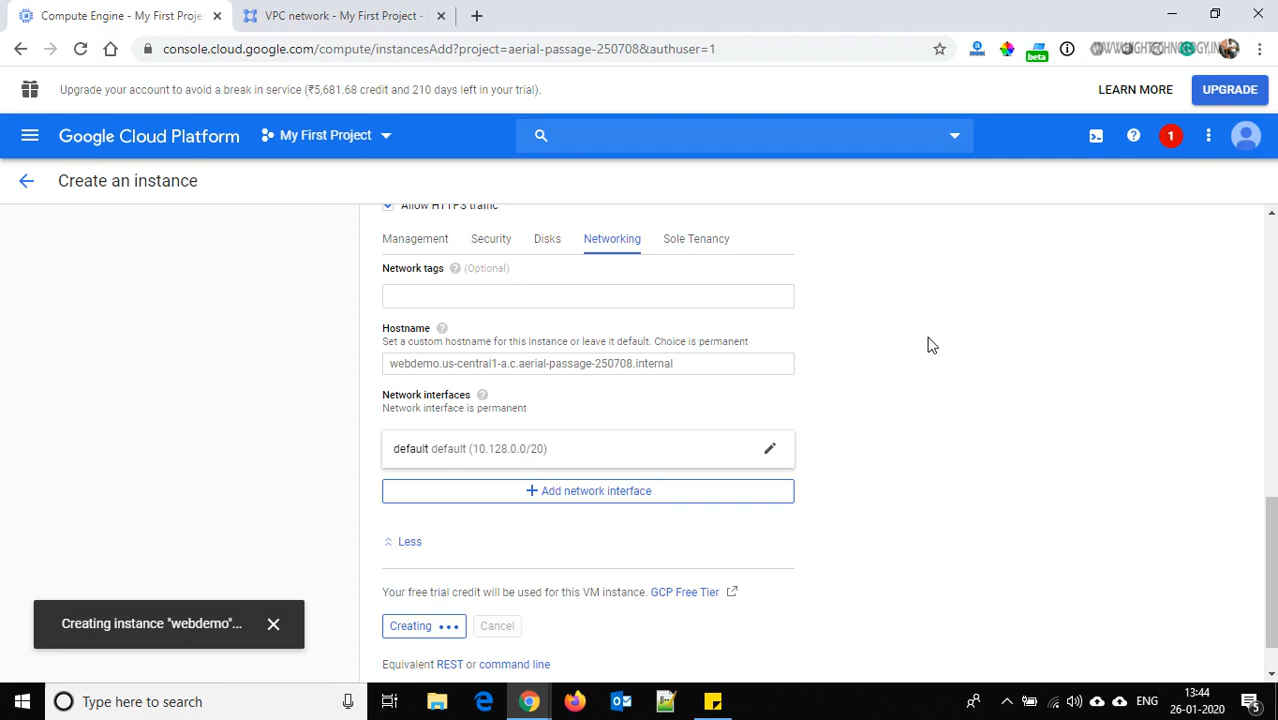 Compute Engine - My First Proje
VPC network - My First Project -
console.cloud.google.com/compute/instancesAdd?project=aerial-passage-250708&authuser=1
beta
Upgrade your account to avoid a break in service (₹5,681.68 credit and 210 days left in your trial).
LEARN MORE
UPGRADE
Google Cloud Platform
My First Project
1
Create an instance
Allow HTTPS traffic
Management Security Disks Networking Sole Tenancy
Network tags (Optional)
Hostname
Set a custom hostname for this instance or leave it default. Choice is permanent
webdemo.us-central1-a.c.aerial-passage-250708.internal
Network interfaces
Network interface is permanent
default default (10.128.0.0/20)
Add network interface
Less
Your free trial credit will be used for this VM instance. GCP Free Tier
Creating instance "webdemo"...
Creating
Cancel
Equivalent REST or command line
Type here to search
ENG
13:44
26-01-2020
5